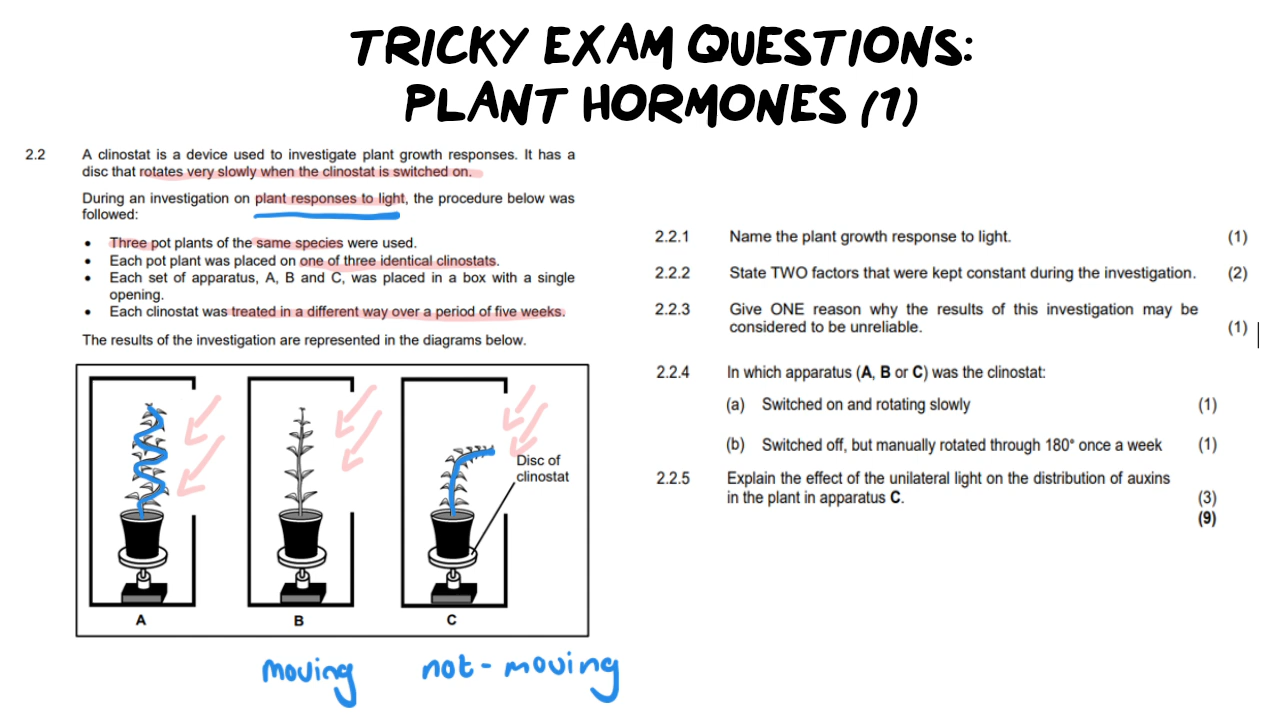 TRICKY EXAM QUESTIONS:
PLANT HORMONES (1)
2.2 A clinostat is a device used to investigate plant growth responses. It has a
disc that rotates very slowly when the clinostat is switched on.
During an investigation on plant responses to light, the procedure below was
followed:
• Three pot plants of the same species were used.
• Each pot plant was placed on one of three identical clinostats.
• Each set of apparatus, A, B and C, was placed in a box with a single
opening.
• Each clinostat was treated in a different way over a period of five weeks.
The results of the investigation are represented in the diagrams below.
Disc of
clinostat
A B C
moving not-moving
2.2.1 Name the plant growth response to light. (1)
2.2.2 State TWO factors that were kept constant during the investigation. (2)
2.2.3 Give ONE reason why the results of this investigation may be
considered to be unreliable. (1)
2.2.4 In which apparatus (A, B or C) was the clinostat:
(a) Switched on and rotating slowly (1)
(b) Switched off, but manually rotated through 180° once a week (1)
2.2.5 Explain the effect of the unilateral light on the distribution of auxins
in the plant in apparatus C. (3)
(9)